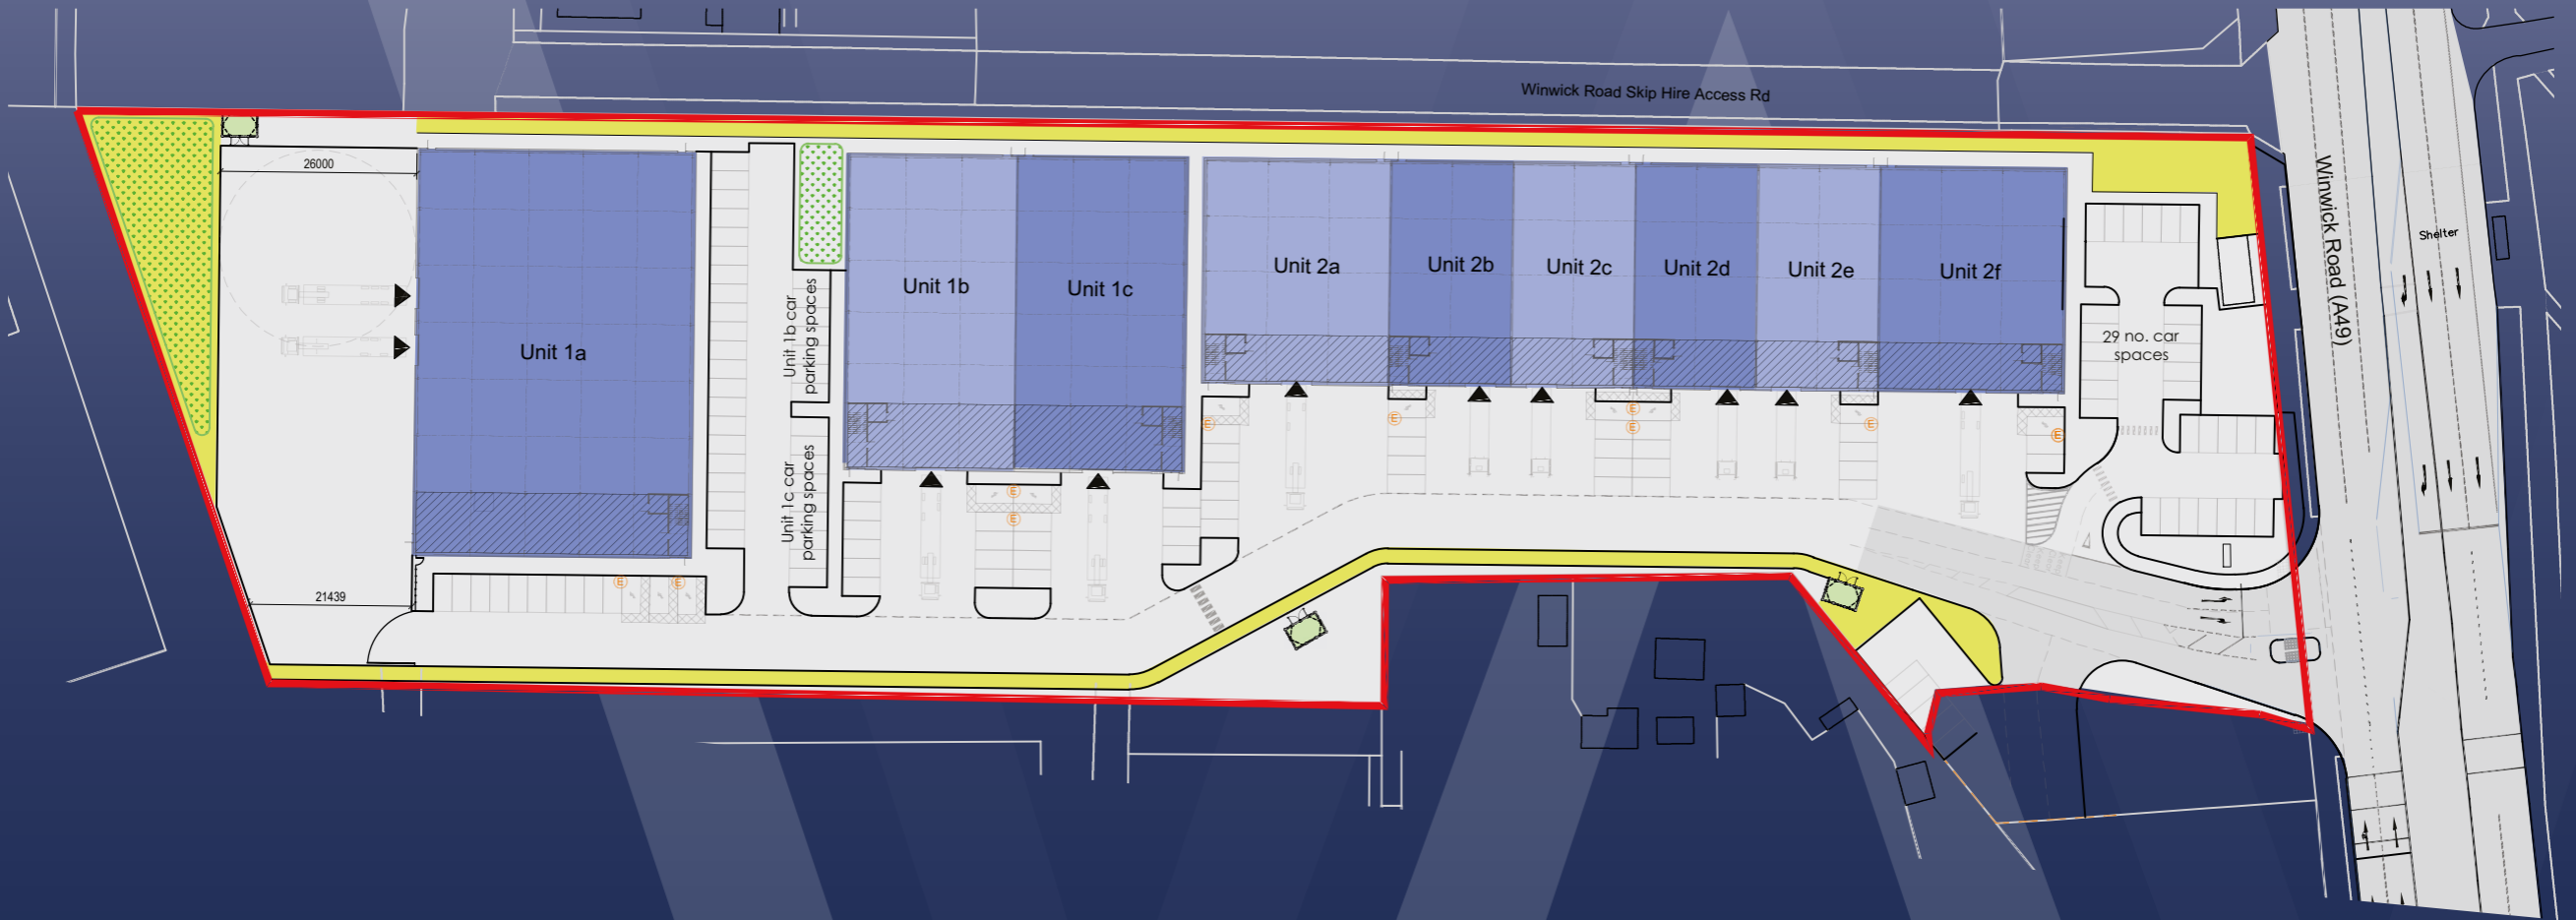 Winwick Road Skip Hire Access Rd
26000
Unit 1a
21439
Unit 1b car
parking spaces
Unit 1c car
parking spaces
Unit 1b
Unit 1c
Unit 2a
Unit 2b
Unit 2c
Unit 2d
Unit 2e
Unit 2f
29 no. car
spaces
Winwick Road (A49)
Shelter
E
E
E
E
E
E
E
E
E
E